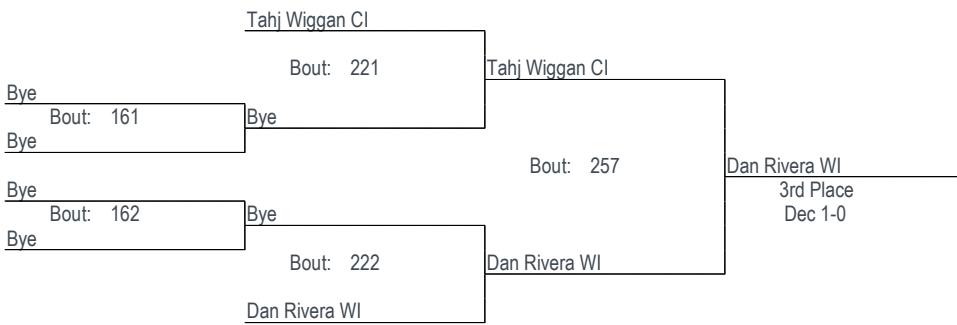 Tahj Wiggan CI
Bout: 221
Tahj Wiggan CI
Bye
Bout: 161
Bye
Bye
Bout: 257
Dan Rivera WI
3rd Place
Dec 1-0
Bye
Bout: 162
Bye
Bye
Bout: 222
Dan Rivera WI
Dan Rivera WI